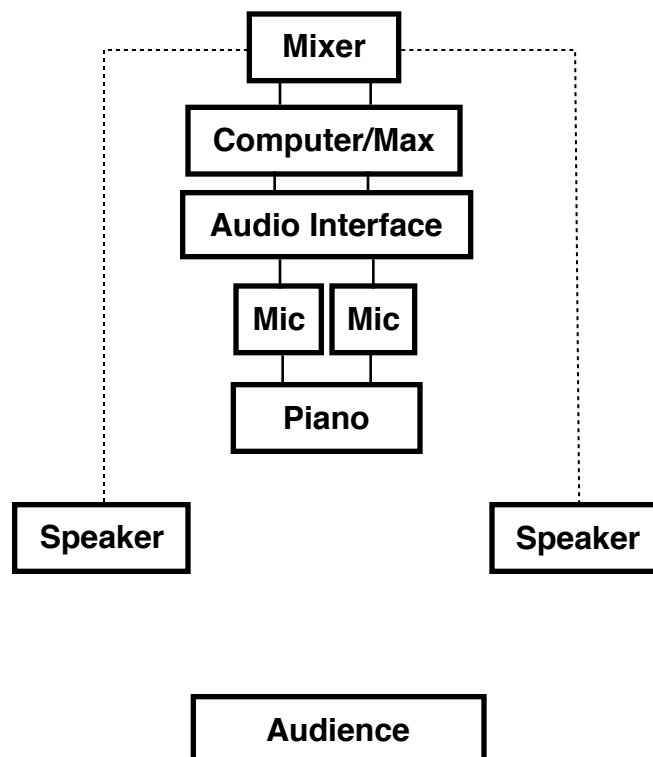 Mixer
Computer/Max
Audio Interface
Mic Mic
Piano
Speaker Speaker
Audience